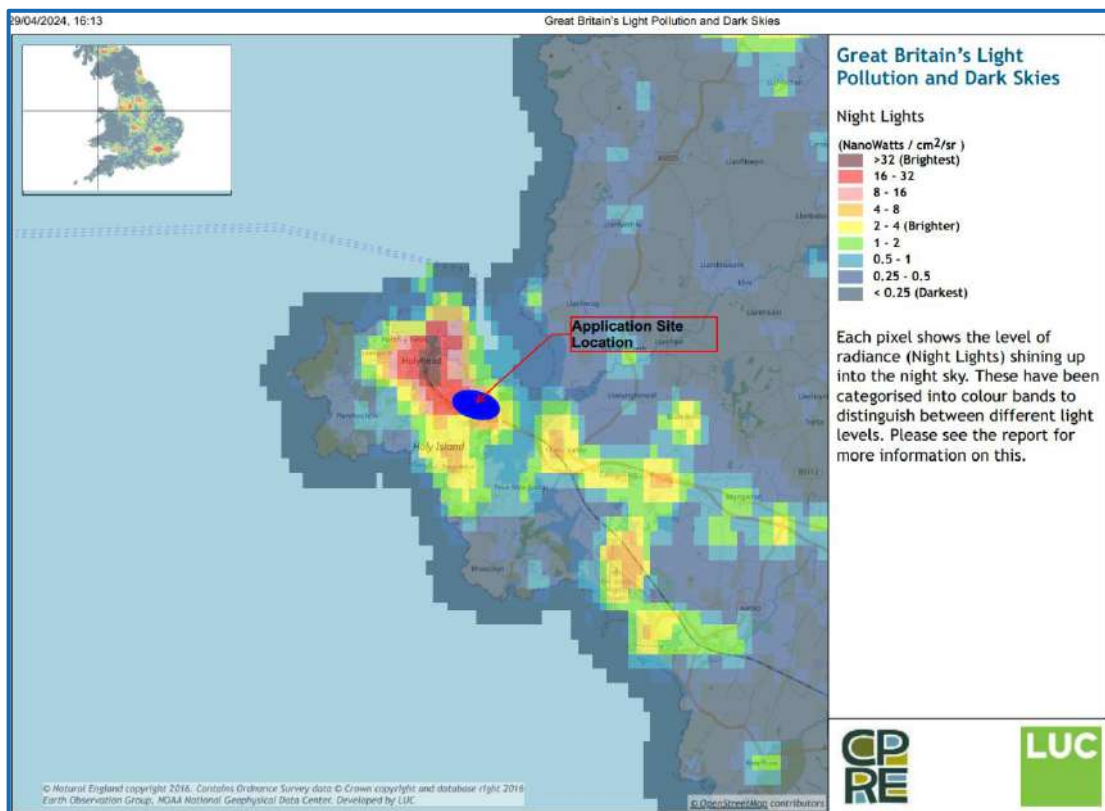 29/04/2024, 16:13
Great Britain's Light Pollution and Dark Skies
Great Britain's Light
Pollution and Dark Skies
Night Lights
(NanoWatts / cm2/sr )
>32 (Brightest)
16 - 32
8 - 16
4 - 8
2 - 4 (Brighter)
1 - 2
0.5 - 1
0.25 - 0.5
< 0.25 (Darkest)
Each pixel shows the level of
radiance (Night Lights) shining up
into the night sky. These have been
categorised into colour bands to
distinguish between different light
levels. Please see the report for
more information on this.
Application Site
Location
Holyhead
Holy Island
CPRE
LUC
© Natural England copyright 2016. Contains Ordnance Survey data © Crown copyright and database right 2016
Earth Observation Group, NOAA National Geophysical Data Center. Developed by LUC.
© OpenStreetMap contributors